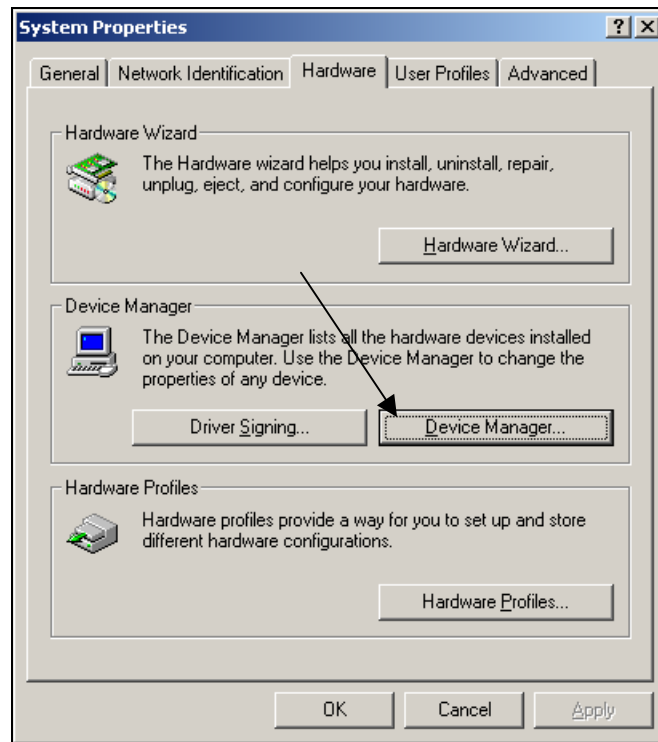 System Properties
General Network Identification Hardware User Profiles Advanced
Hardware Wizard
The Hardware wizard helps you install, uninstall, repair,
unplug, eject, and configure your hardware.
Hardware Wizard...
Device Manager
The Device Manager lists all the hardware devices installed
on your computer. Use the Device Manager to change the
properties of any device.
Driver Signing... Device Manager...
Hardware Profiles
Hardware profiles provide a way for you to set up and store
different hardware configurations.
Hardware Profiles...
OK Cancel Apply